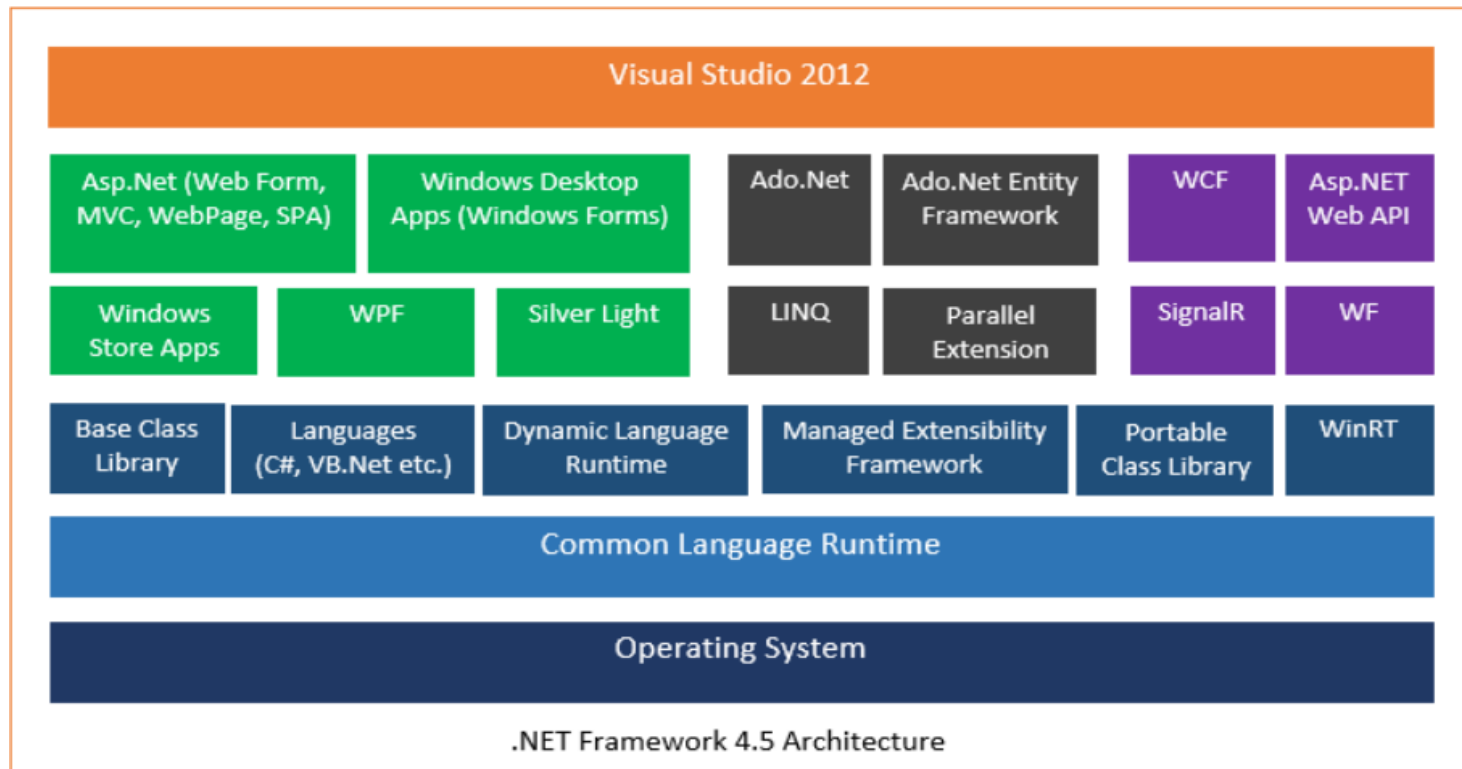 Visual Studio 2012
Asp.Net (Web Form,
MVC, WebPage, SPA)
Windows Desktop
Apps (Windows Forms)
Ado.Net
Ado.Net Entity
Framework
WCF
Asp.NET
Web API
Windows
Store Apps
WPF
Silver Light
LINQ
Parallel
Extension
SignalR
WF
Base Class
Library
Languages
(C#, VB.Net etc.)
Dynamic Language
Runtime
Managed Extensibility
Framework
Portable
Class Library
WinRT
Common Language Runtime
Operating System
.NET Framework 4.5 Architecture